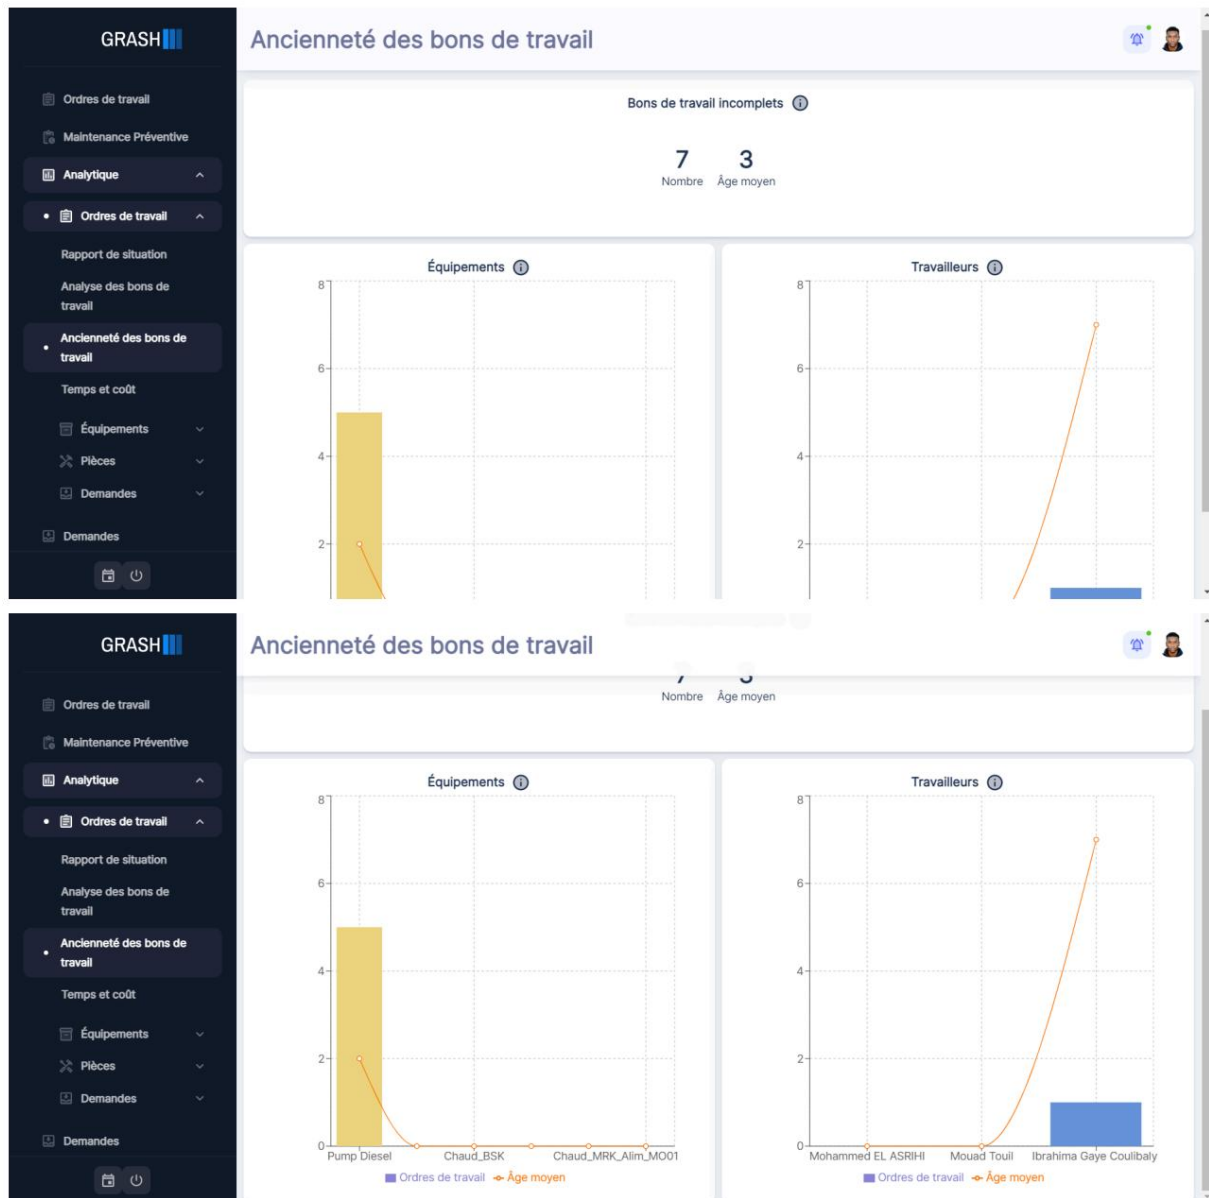 GRASH
Ancienneté des bons de travail
Ordres de travail
Maintenance Préventive
Analytique
Ordres de travail
Rapport de situation
Analyse des bons de
travail
Ancienneté des bons de
travail
Temps et coût
Équipements
Pièces
Demandes
Demandes
Bons de travail incomplets
7 3
Nombre Âge moyen
Équipements
8
6
4
2
Travailleurs
8
6
4
2
GRASH
Ancienneté des bons de travail
Ordres de travail
Maintenance Préventive
Analytique
Ordres de travail
Rapport de situation
Analyse des bons de
travail
Ancienneté des bons de
travail
Temps et coût
Équipements
Pièces
Demandes
Demandes
7 3
Nombre Âge moyen
Équipements
8
6
4
2
0
Pump Diesel Chaud_BSK Chaud_MRK_Alim_MO01
Ordres de travail Âge moyen
Travailleurs
8
6
4
2
0
Mohammed EL ASRIHI Mouad Touil Ibrahima Gaye Coulibaly
Ordres de travail Âge moyen